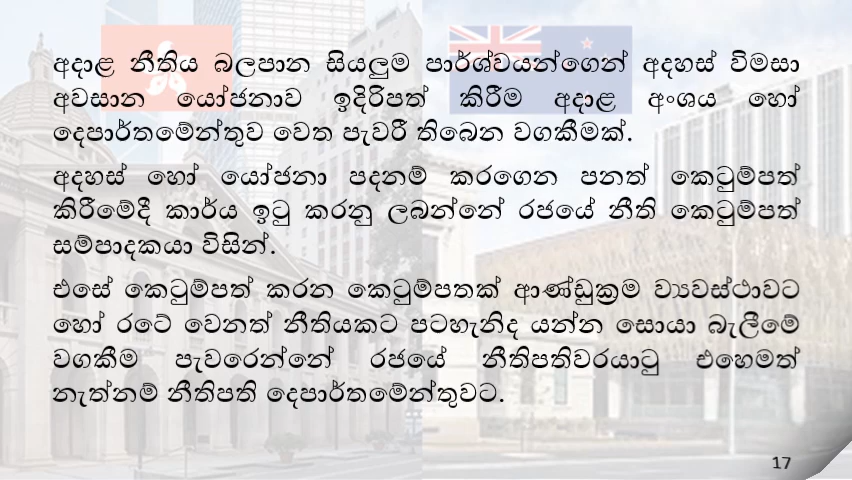 අදාළ නීතිය බලපාන සියලුම පාර්ශ්වයන්ගෙන් අදහස් විමසා
අවසාන යෝජනාව ඉදිරිපත් කිරීම අදාළ අංශය හෝ
දෙපාර්තමේන්තුව වෙත පැවරී තිබෙන වගකීමක්.
අදහස් හෝ යෝජනා පදනම් කරගෙන පනත් කෙටුම්පත්
කිරීමේදී කාර්ය ඉටු කරනු ලබන්නේ රජයේ නීති කෙටුම්පත්
සම්පාදකයා විසින්.
එසේ කෙටුම්පත් කරන කෙටුම්පතක් ආණ්ඩුක්‍රම ව්‍යවස්ථාවට
හෝ රටේ වෙනත් නීතියකට පටහැනිද යන්න සොයා බැලීමේ
වගකීම පැවරෙන්නේ රජයේ නීතිපතිවරයාටු එහෙමත්
නැත්නම් නීතිපති දෙපාර්තමේන්තුවට.
17